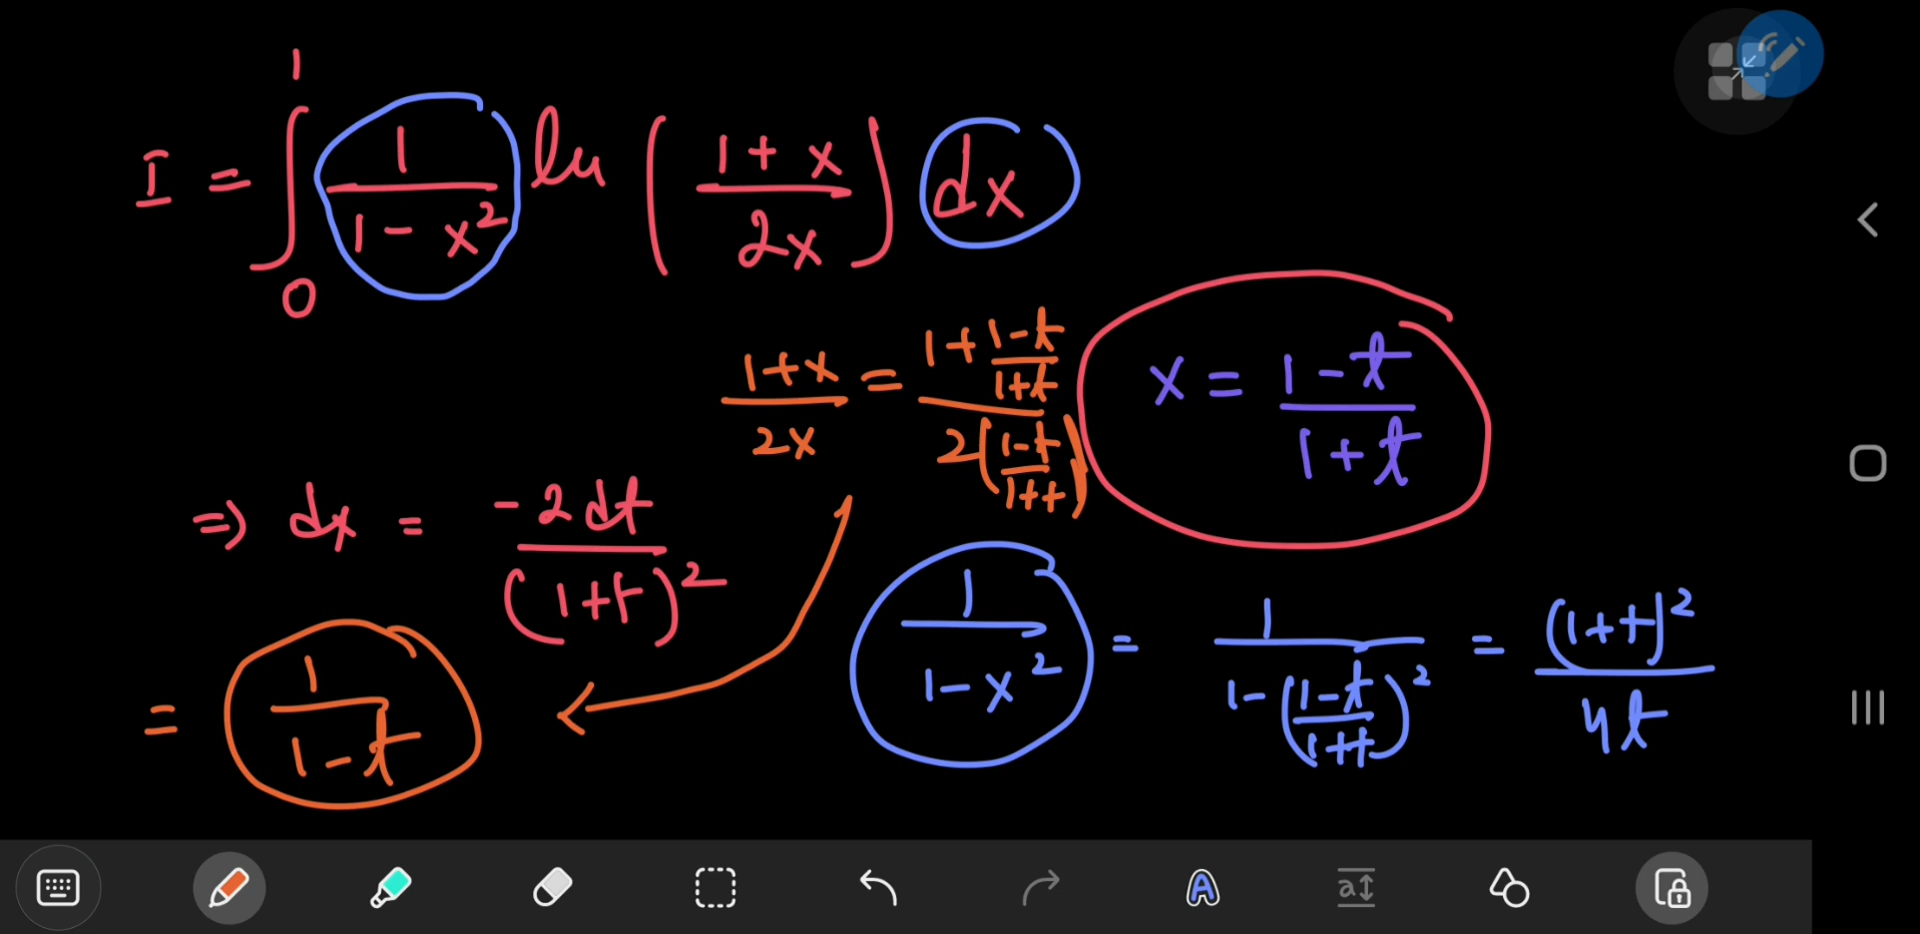 I = ∫₀¹ 1/(1 - x²) ln ((1 + x)/(2x)) dx
(1+x)/(2x) = (1 + (1-t)/(1+t))/(2((1-t)/(1+t)))
x = (1 - t)/(1 + t)
⇒ dx = -2dt/(1+t)²
1/(1-x²) = 1/(1-((1-t)/(1+t))²) = (1+t)²/4t
= 1/(1-t)